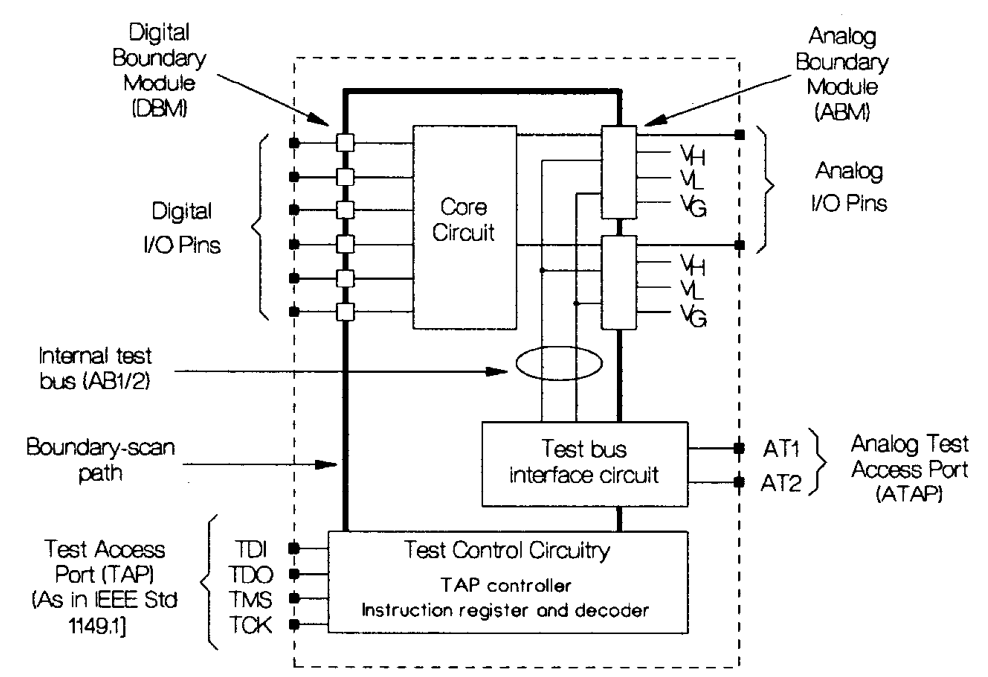 Digital
Boundary
Module
(DBM)
Analog
Boundary
Module
(ABM)
Digital
I/O Pins
Core
Circuit
VH
VL
VG
VH
VL
VG
Analog
I/O Pins
Internal test
bus (AB1/2)
Boundary-scan
path
Test bus
interface circuit
AT1
AT2
Analog Test
Access Port
(ATAP)
Test Access
Port (TAP)
(As in IEEE Std
1149.1]
TDI
TDO
TMS
TCK
Test Control Circuitry
TAP controller
Instruction register and decoder